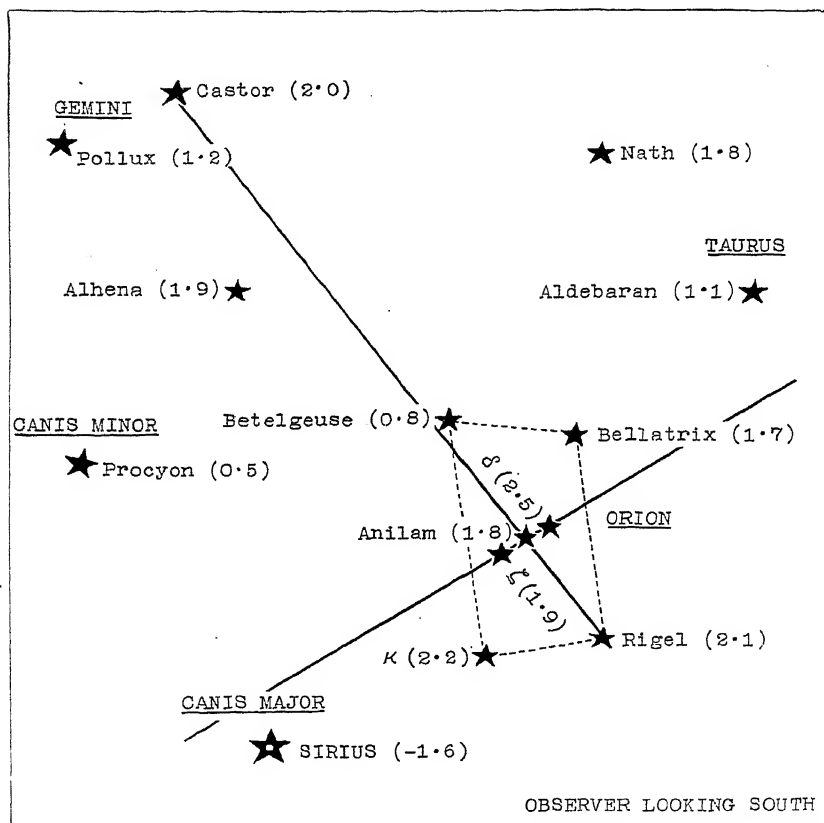 Castor (2·0)
GEMINI
Pollux (1·2)
Nath (1·8)
TAURUS
Alhena (1·9)
Aldebaran (1·1)
Betelgeuse (0·8)
CANIS MINOR
Bellatrix (1·7)
Procyon (0·5)
δ (2·5)
ORION
Anilam (1·8)
ζ (1·9)
Rigel (2·1)
κ (2·2)
CANIS MAJOR
SIRIUS (-1·6)
OBSERVER LOOKING SOUTH